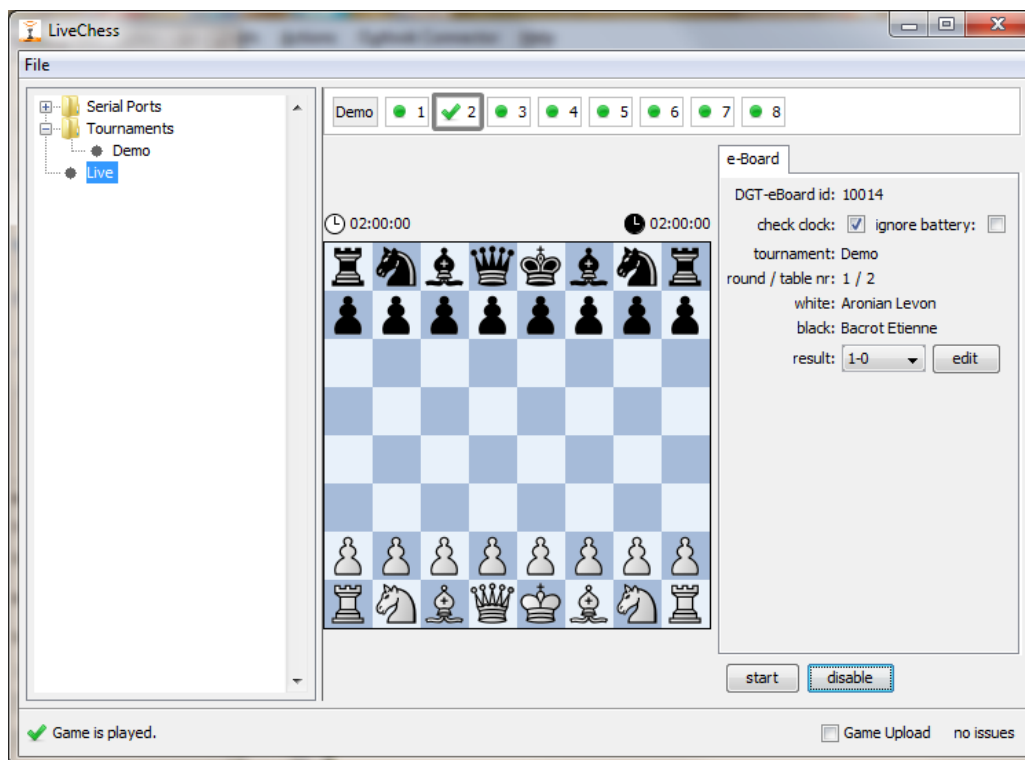 LiveChess
File
Serial Ports
Tournaments
Demo
Live
Demo 1 2 3 4 5 6 7 8
e-Board
DGT-eBoard id: 10014
check clock: ignore battery:
tournament: Demo
round / table nr: 1 / 2
white: Aronian Levon
black: Bacrot Etienne
result: 1-0 edit
02:00:00 02:00:00
start disable
Game is played. Game Upload no issues